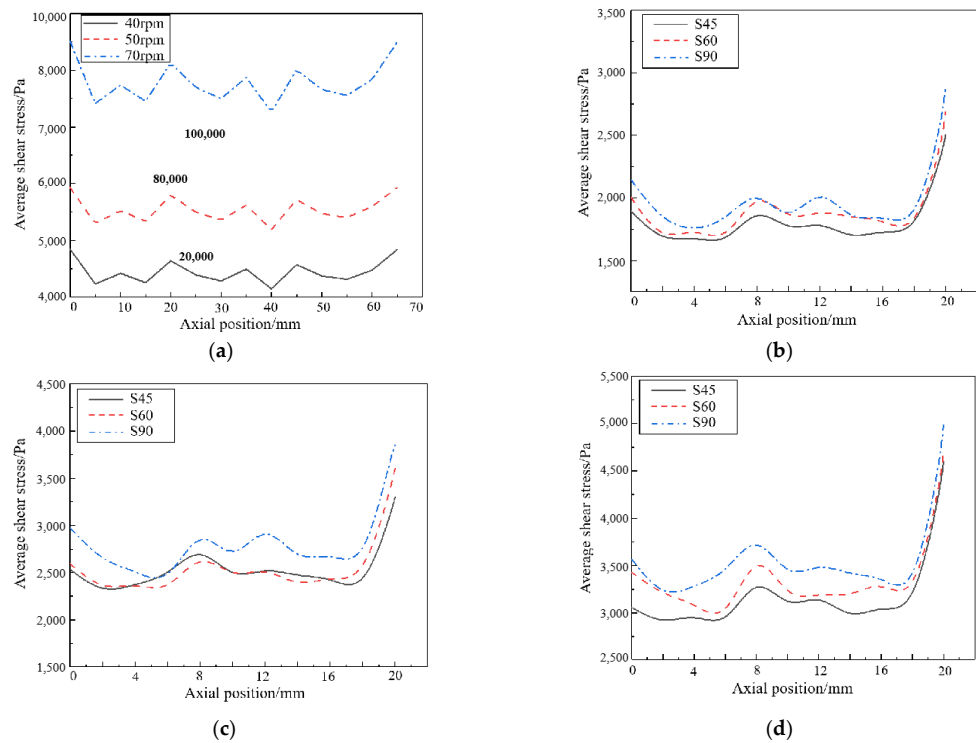 10,000
9,000
8,000
7,000
6,000
5,000
4,000
Average shear stress/Pa
40rpm
50rpm
70rpm
100,000
80,000
20,000
0 10 20 30 40 50 60 70
Axial position/mm
(a)
3,500
3,000
2,500
2,000
1,500
Average shear stress/Pa
S45
S60
S90
0 4 8 12 16 20
Axial position/mm
(b)
4,500
4,000
3,500
3,000
2,500
2,000
1,500
Average shear stress/Pa
S45
S60
S90
0 4 8 12 16 20
Axial position/mm
(c)
5,500
5,000
4,500
3,500
3,000
2,500
Average shear stress/Pa
S45
S60
S90
0 4 8 12 16 20
Axial position/mm
(d)